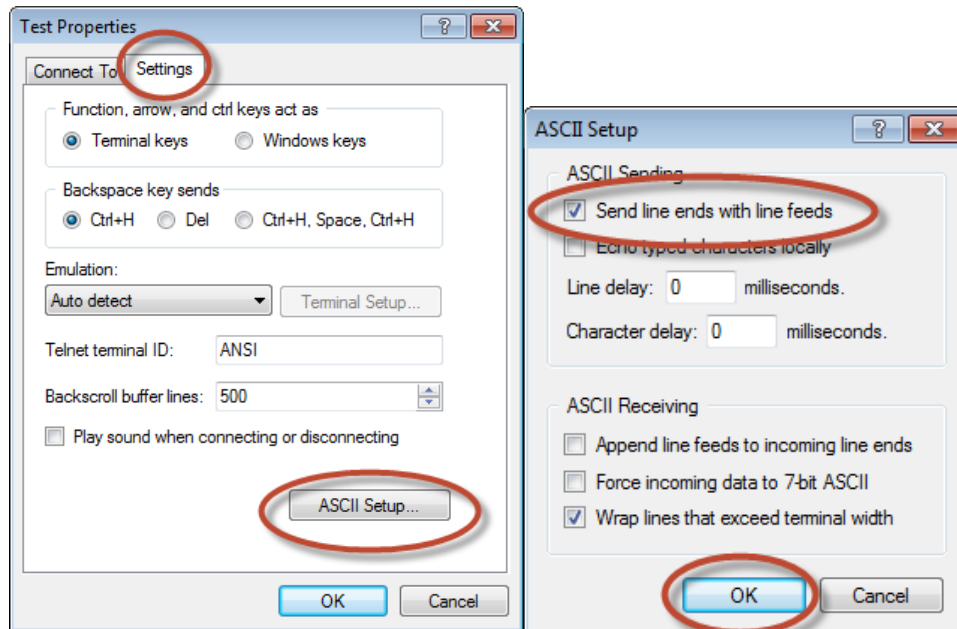 Test Properties
Connect To
Settings
Function, arrow, and ctrl keys act as
Terminal keys
Windows keys
Backspace key sends
Ctrl+H
Del
Ctrl+H, Space, Ctrl+H
Emulation:
Auto detect
Terminal Setup...
Telnet terminal ID:
ANSI
Backscroll buffer lines:
500
Play sound when connecting or disconnecting
ASCII Setup...
OK
Cancel
ASCII Setup
ASCII Sending
Send line ends with line feeds
Echo typed characters locally
Line delay:
0
milliseconds.
Character delay:
0
milliseconds.
ASCII Receiving
Append line feeds to incoming line ends
Force incoming data to 7-bit ASCII
Wrap lines that exceed terminal width
OK
Cancel